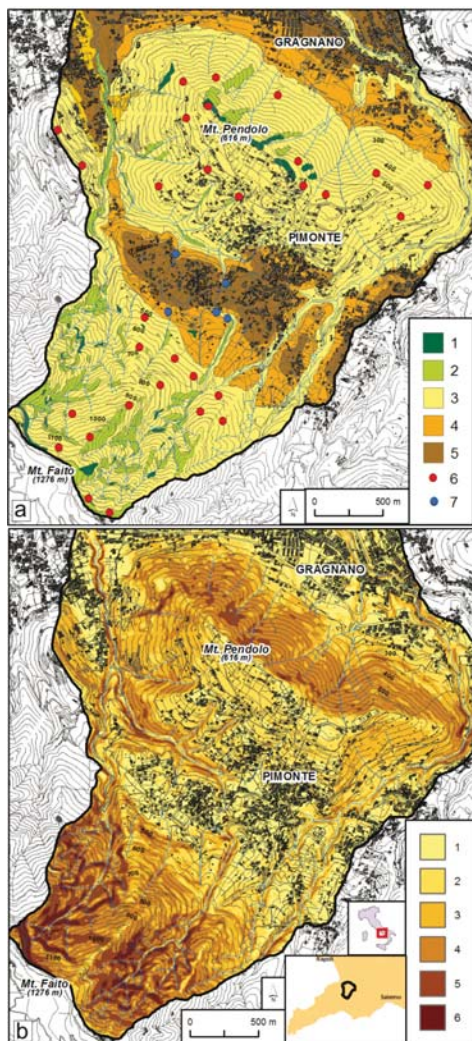 GRAGNANO
Mt. Pendolo
(616 m)
PIMONTE
Mt. Faito
(1276 m)
1
2
3
4
5
6
7
0 500 m
a
GRAGNANO
Mt. Pendolo
(616 m)
PIMONTE
Mt. Faito
(1276 m)
1
2
3
4
5
6
Napoli
Salerno
0 500 m
b